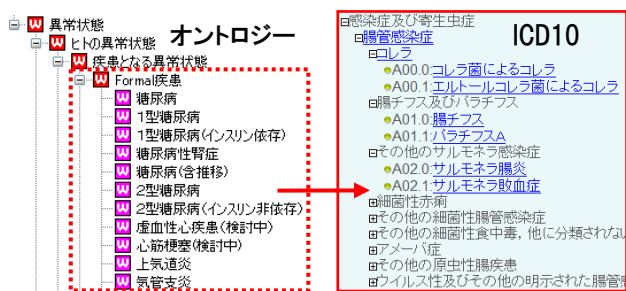 異常状態
ヒトの異常状態
オントロジー
疾患となる異常状態
Formal疾患
糖尿病
1型糖尿病
1型糖尿病(インスリン依存)
糖尿病性腎症
糖尿病(含推移)
2型糖尿病
2型糖尿病(インスリン非依存)
虚血性心疾患(検討中)
心筋梗塞(検討中)
上気道炎
気管支炎
感染症及び寄生虫症
ICD10
腸管感染症
コレラ
A00.0:コレラ菌によるコレラ
A00.1:エルトールコレラ菌によるコレラ
腸チフス及びパラチフス
A01.0:腸チフス
A01.1:パラチフスA
その他のサルモネラ感染症
A02.0:サルモネラ腸炎
A02.1:サルモネラ敗血症
細菌性赤痢
その他の細菌性腸管感染症
その他の細菌性食中毒，他に分類されな
アメーバ症
その他の原虫性腸疾患
ウイルス性及びその他の明示された腸管